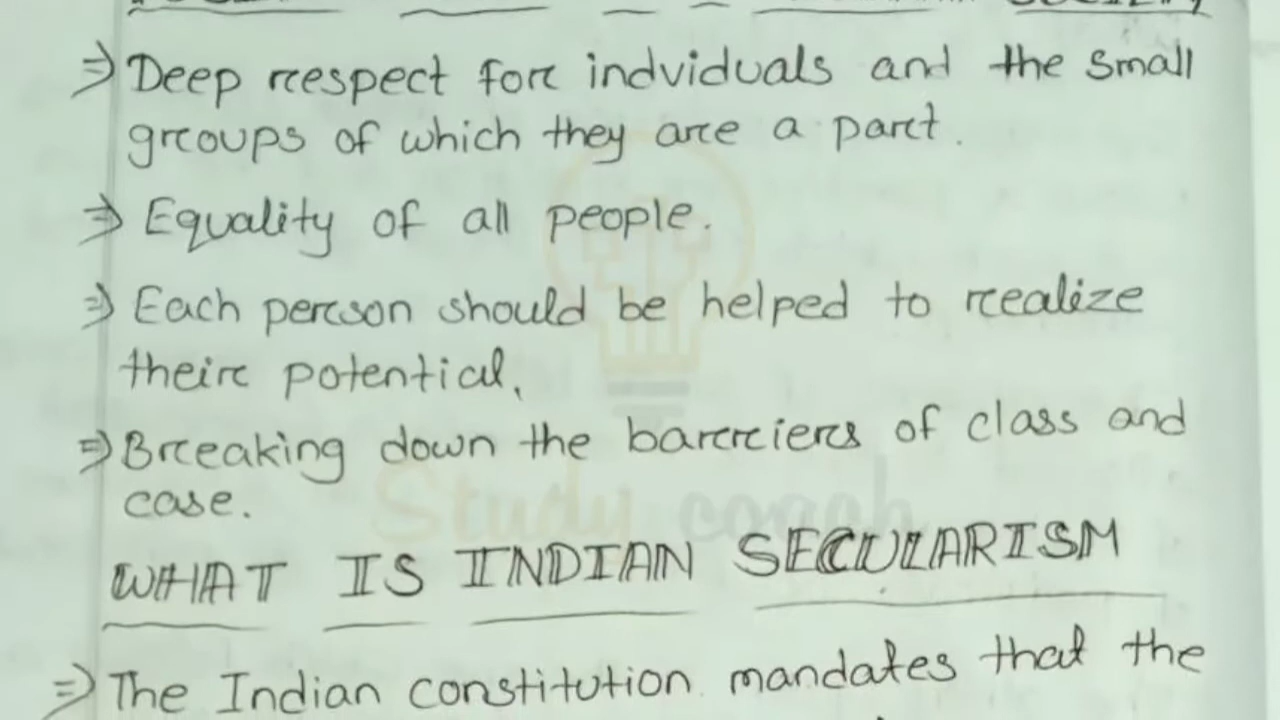 ⇒ Deep respect for indviduals and the small
groups of which they are a part.
⇒ Equality of all people.
⇒ Each person should be helped to realize
their potential.
⇒ Breaking down the barriers of class and
case.
Study coach
WHAT IS INDIAN SECULARISM
⇒ The Indian constitution mandates that the